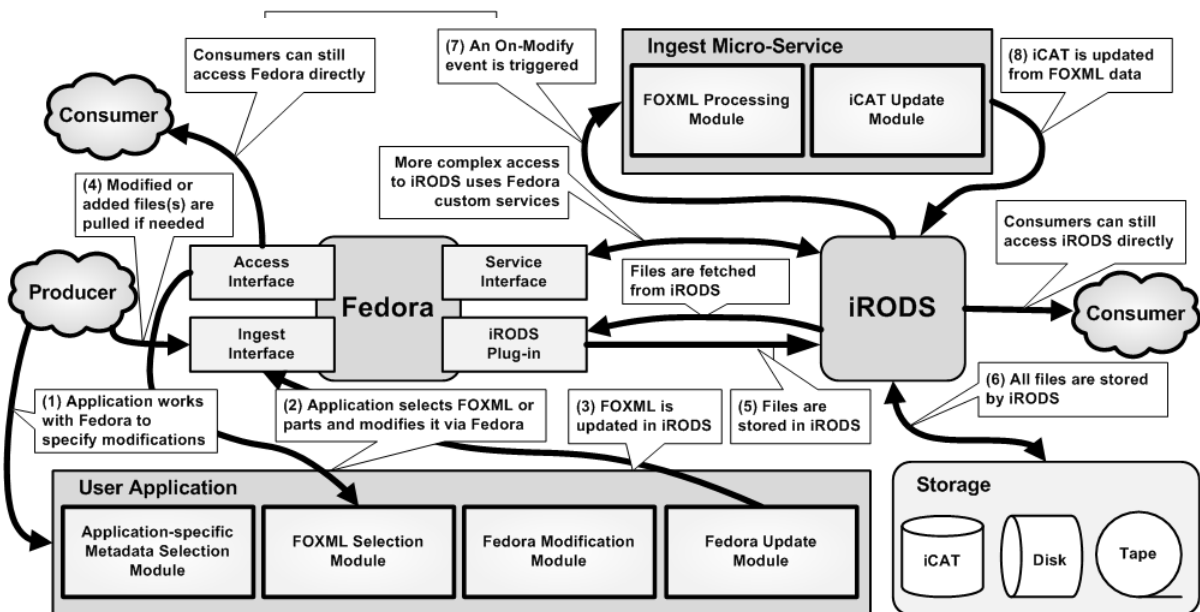 Consumers can still
access Fedora directly
(7) An On-Modify
event is triggered
Ingest Micro-Service
FOXML Processing
Module
iCAT Update
Module
(8) iCAT is updated
from FOXML data
Consumer
(4) Modified or
added files(s) are
pulled if needed
More complex access
to iRODS uses Fedora
custom services
Consumers can still
access iRODS directly
Producer
Access
Interface
Ingest
Interface
Fedora
Service
Interface
iRODS
Plug-in
Files are fetched
from iRODS
iRODS
Consumer
(1) Application works
with Fedora to
specify modifications
(2) Application selects FOXML or
parts and modifies it via Fedora
(3) FOXML is
updated in iRODS
(5) Files are
stored in iRODS
(6) All files are stored
by iRODS
User Application
Application-specific
Metadata Selection
Module
FOXML Selection
Module
Fedora Modification
Module
Fedora Update
Module
Storage
iCAT
Disk
Tape